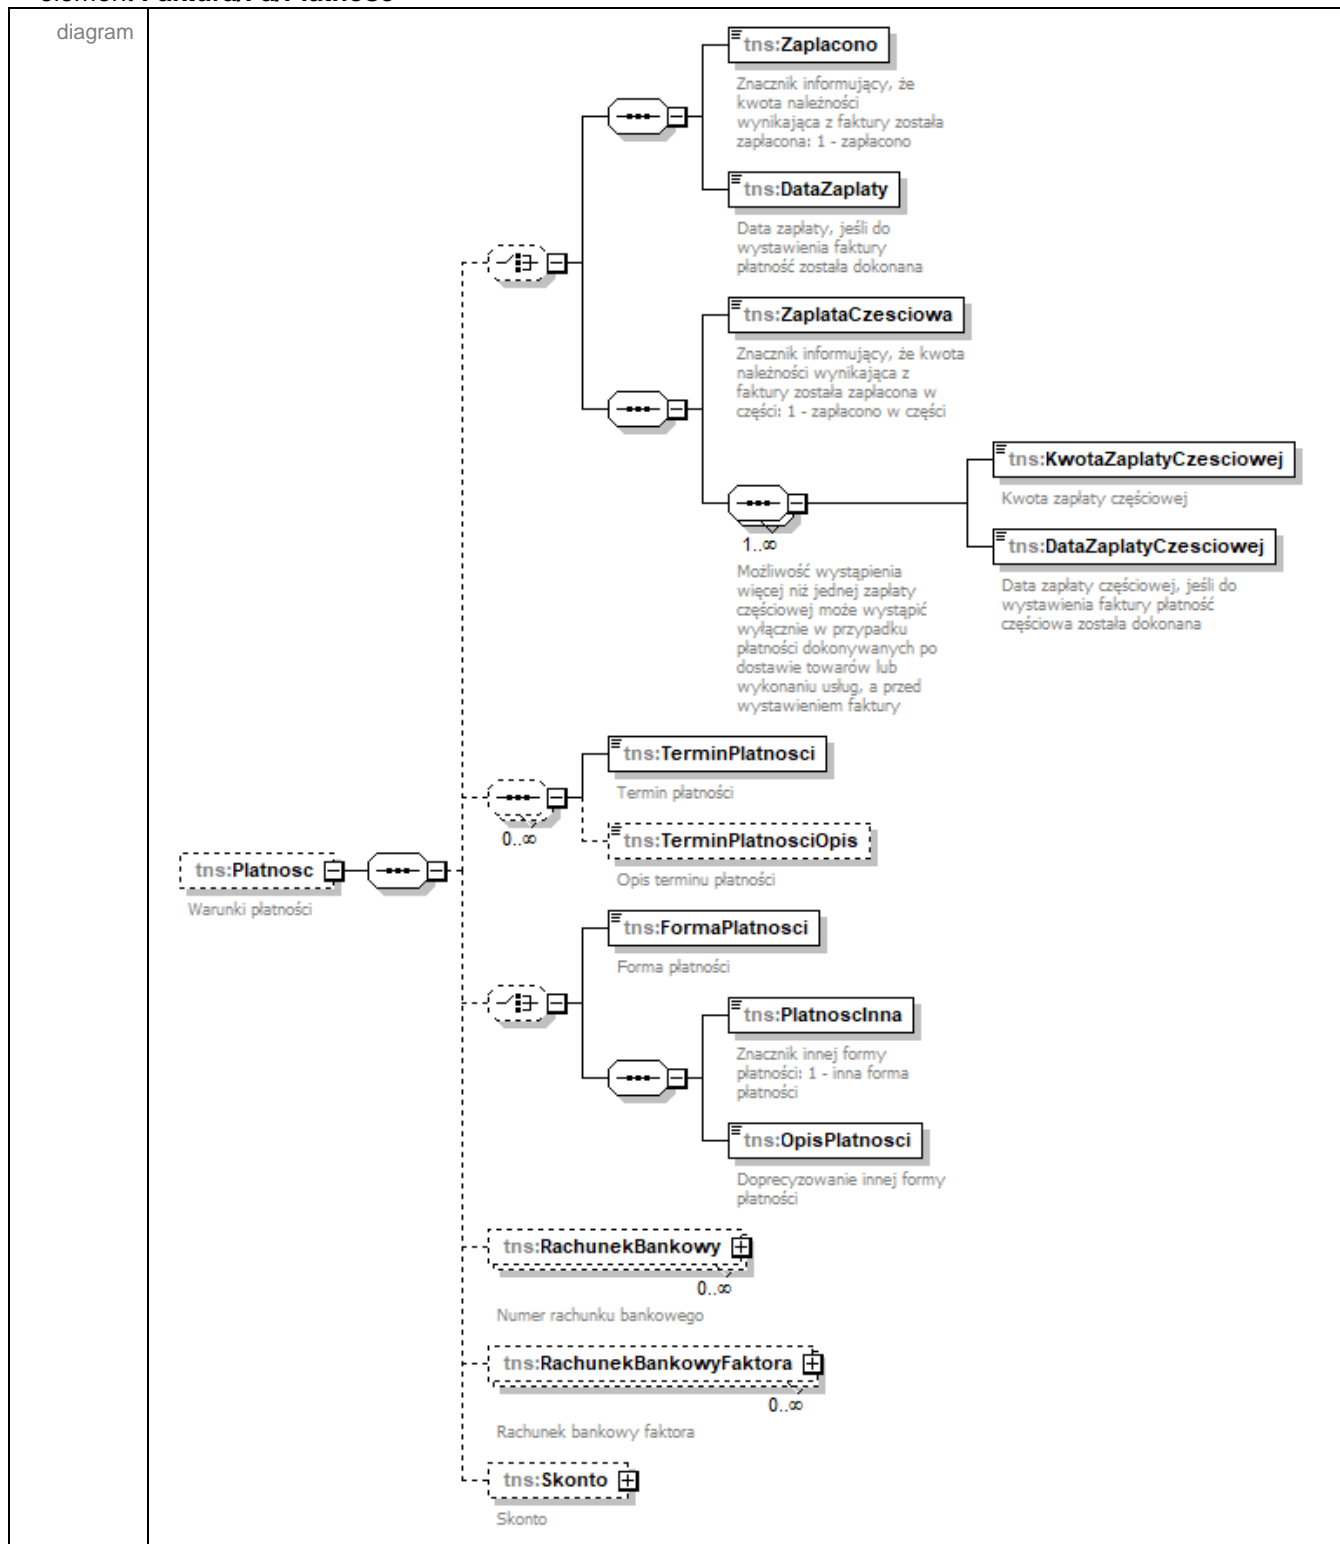 element Faktura/Fa/Platnosc
diagram
tns:Zaplacono
Znacznik informujący, że
kwota należności
wynikająca z faktury została
zapłacona: 1 - zapłacono
tns:DataZaplaty
Data zapłaty, jeśli do
wystawienia faktury
płatność została dokonana
tns:ZaplataCzesciowa
Znacznik informujący, że kwota
należności wynikająca z
faktury została zapłacona w
części: 1 - zapłacono w części
tns:KwotaZaplatyCzesciowej
Kwota zapłaty częściowej
tns:DataZaplatyCzesciowej
Data zapłaty częściowej, jeśli do
wystawienia faktury płatność
częściowa została dokonana
1..∞
Możliwość wystąpienia
więcej niż jednej zapłaty
częściowej może wystąpić
wyłącznie w przypadku
płatności dokonywanych po
dostawie towarów lub
wykonaniu usług, a przed
wystawieniem faktury
tns:TerminPlatnosci
Termin płatności
0..∞
tns:TerminPlatnosciOpis
Opis terminu płatności
tns:Platnosc
Warunki płatności
tns:FormaPlatnosci
Forma płatności
tns:PlatnoscInna
Znacznik innej formy
płatności: 1 - inna forma
płatności
tns:OpisPlatnosci
Doprecyzowanie innej formy
płatności
tns:RachunekBankowy
0..∞
Numer rachunku bankowego
tns:RachunekBankowyFaktora
0..∞
Rachunek bankowy faktora
tns:Skonto
Skonto